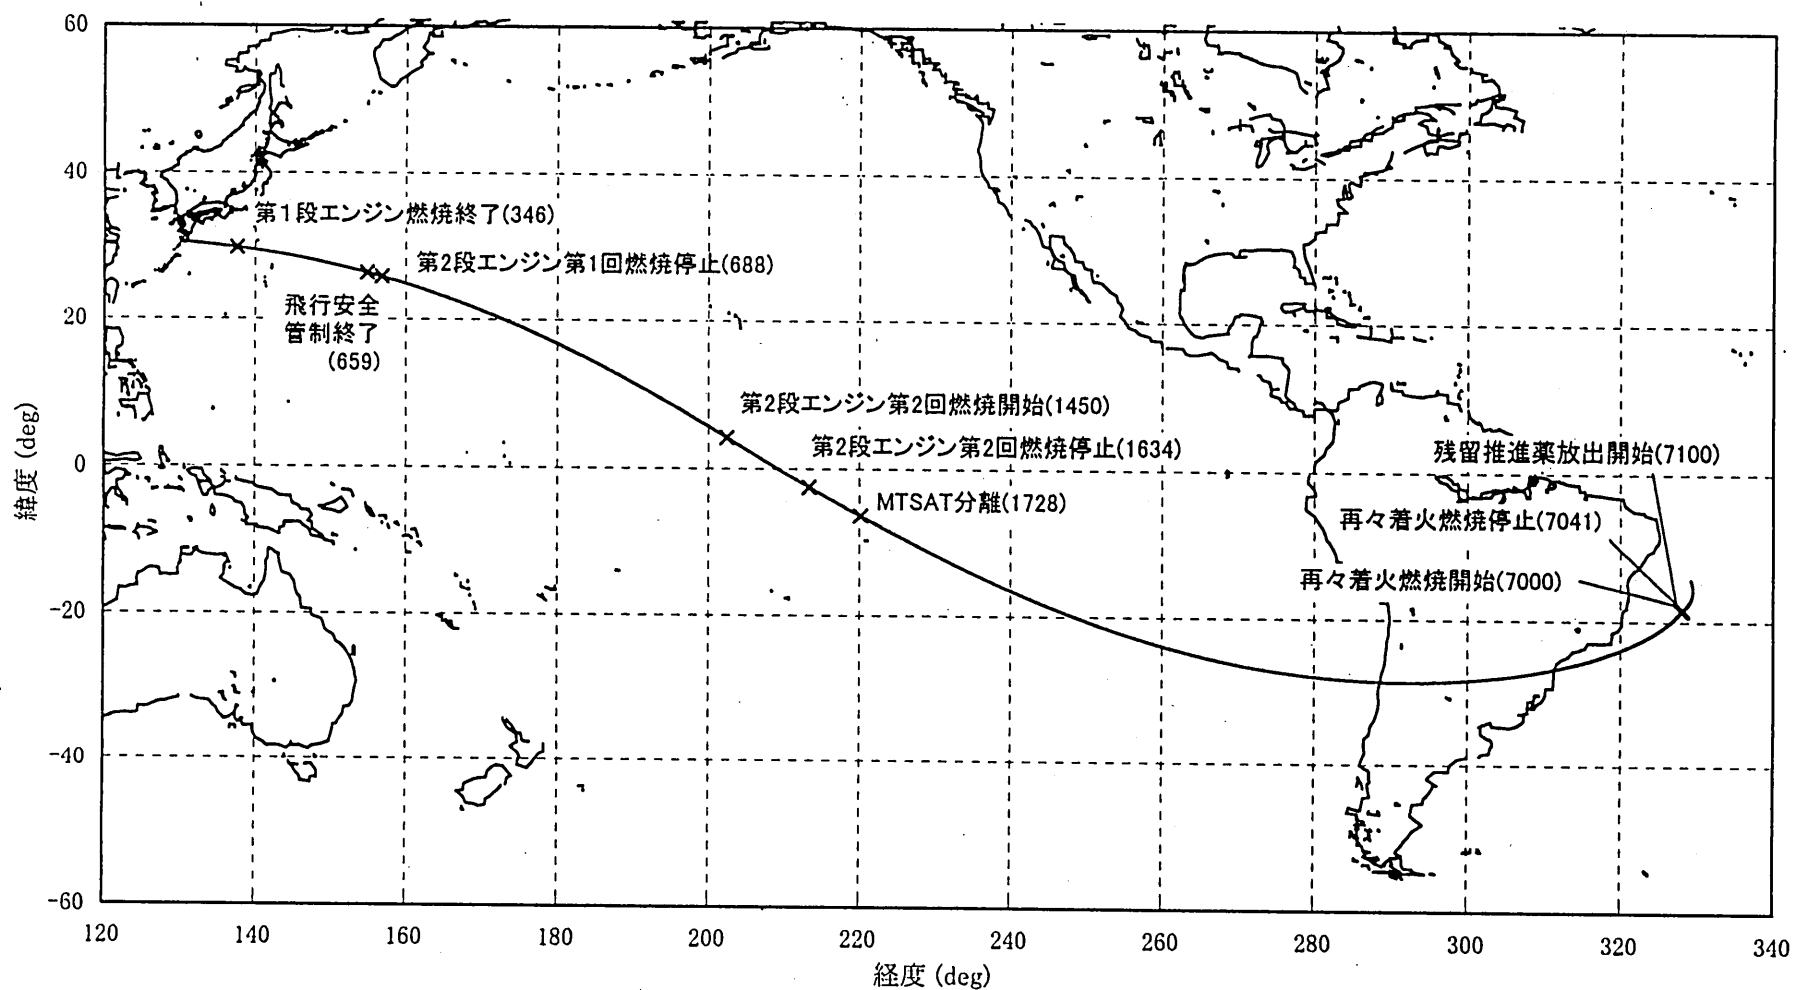 60
40
20
0
-20
-40
-60
緯度 (deg)
第1段エンジン燃焼終了(346)
第2段エンジン第1回燃焼停止(688)
飛行安全
管制終了
(659)
第2段エンジン第2回燃焼開始(1450)
第2段エンジン第2回燃焼停止(1634)
MTSAT分離(1728)
残留推進薬放出開始(7100)
再々着火燃焼停止(7041)
再々着火燃焼開始(7000)
120 140 160 180 200 220 240 260 280 300 320 340
経度 (deg)